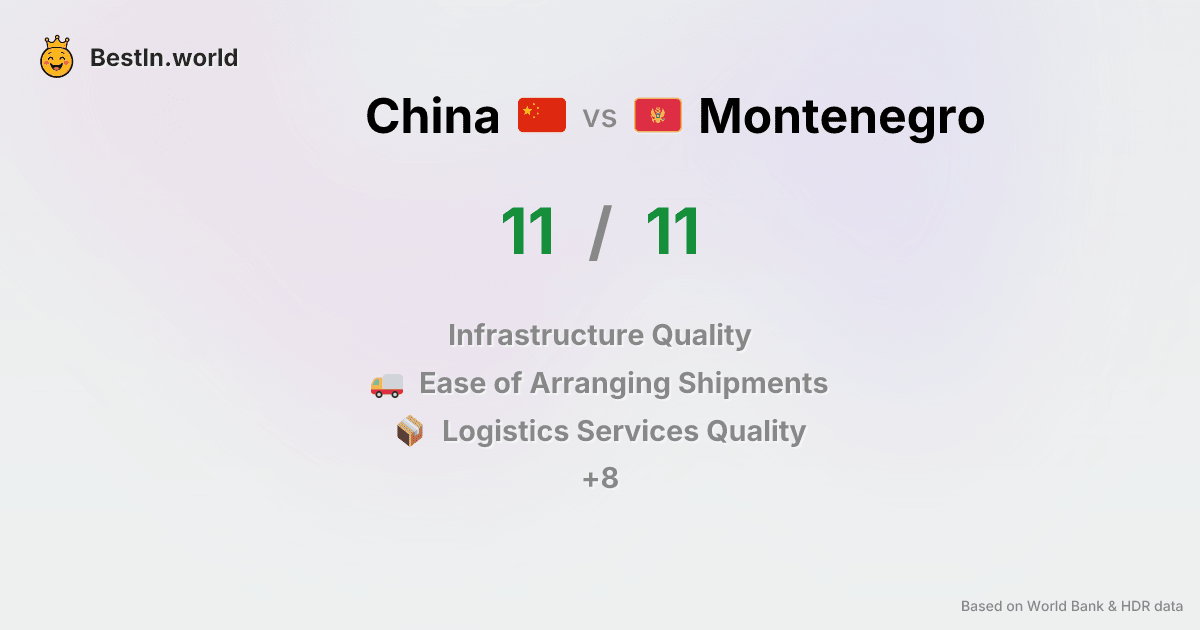 BestIn.world
China vs Montenegro
11 / 11
Infrastructure Quality
Ease of Arranging Shipments
Logistics Services Quality
+8
Based on World Bank & HDR data